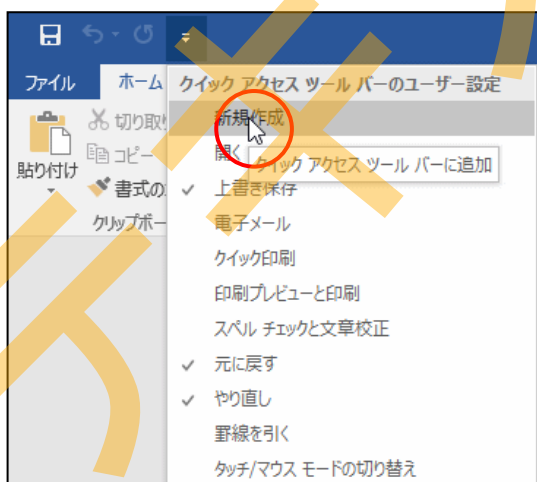 ファイル
ホーム
クイック アクセス ツール バーのユーザー設定
切り取
コピー
貼り付け
書式の
クリップボー
新規作成
開く
クイック アクセス ツール バーに追加
上書き保存
電子メール
クイック印刷
印刷プレビューと印刷
スペル チェックと文章校正
元に戻す
やり直し
罫線を引く
タッチ/マウス モードの切り替え